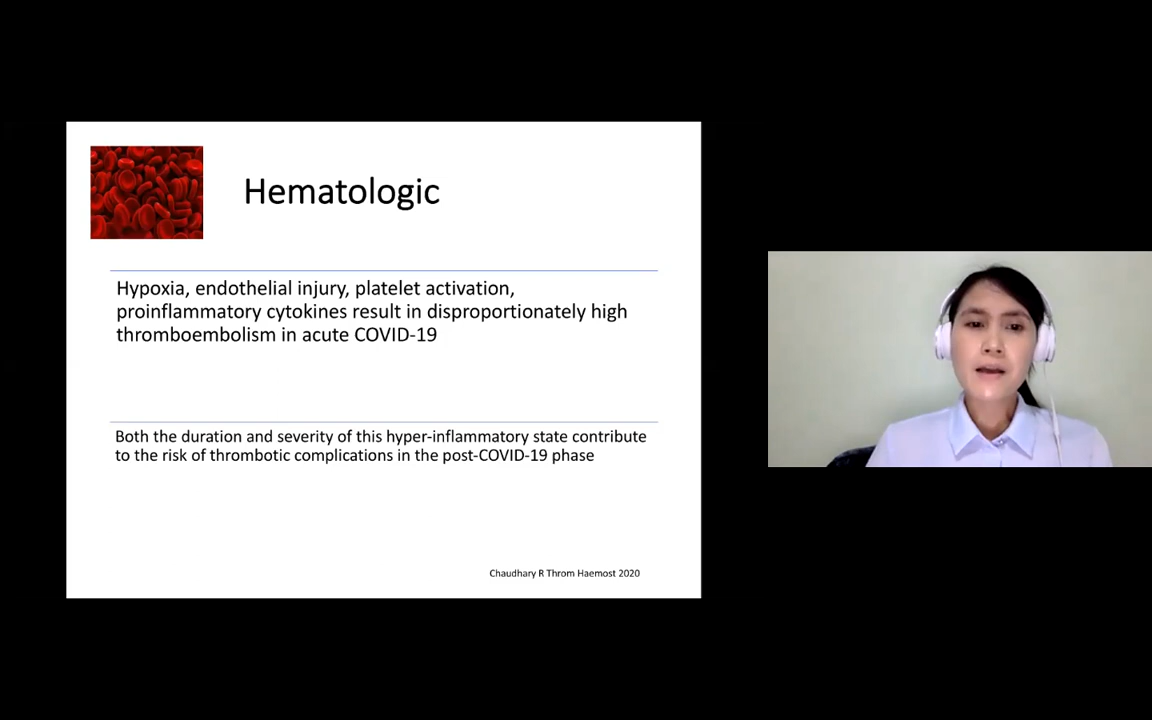 Hematologic
Hypoxia, endothelial injury, platelet activation,
proinflammatory cytokines result in disproportionately high
thromboembolism in acute COVID-19
Both the duration and severity of this hyper-inflammatory state contribute
to the risk of thrombotic complications in the post-COVID-19 phase
Chaudhary R Throm Haemost 2020